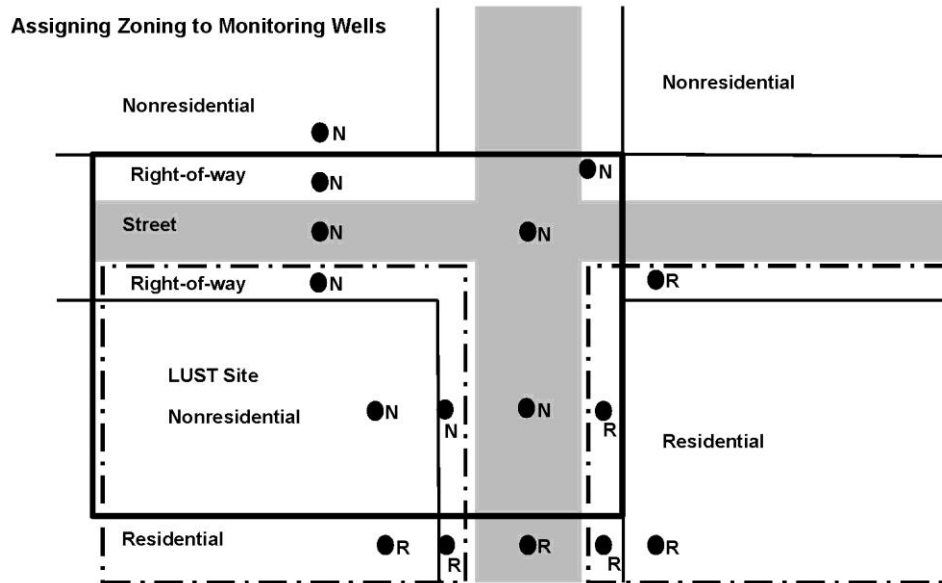 Assigning Zoning to Monitoring Wells
Nonresidential
Nonresidential
N
Right-of-way
N
N
Street
N
N
Right-of-way
N
R
LUST Site
Nonresidential
N
N
N
R
Residential
Residential
R
R
R
R
R